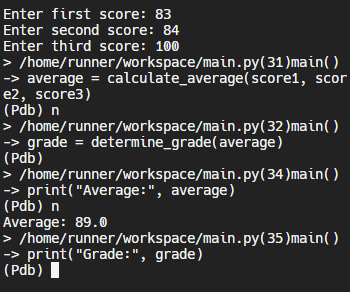 Enter first score: 83
Enter second score: 84
Enter third score: 100
> /home/runner/workspace/main.py(31)main()
-> average = calculate_average(score1, scor
e2, score3)
(Pdb) n
> /home/runner/workspace/main.py(32)main()
-> grade = determine_grade(average)
(Pdb)
> /home/runner/workspace/main.py(34)main()
-> print("Average:", average)
(Pdb) n
Average: 89.0
> /home/runner/workspace/main.py(35)main()
-> print("Grade:", grade)
(Pdb)